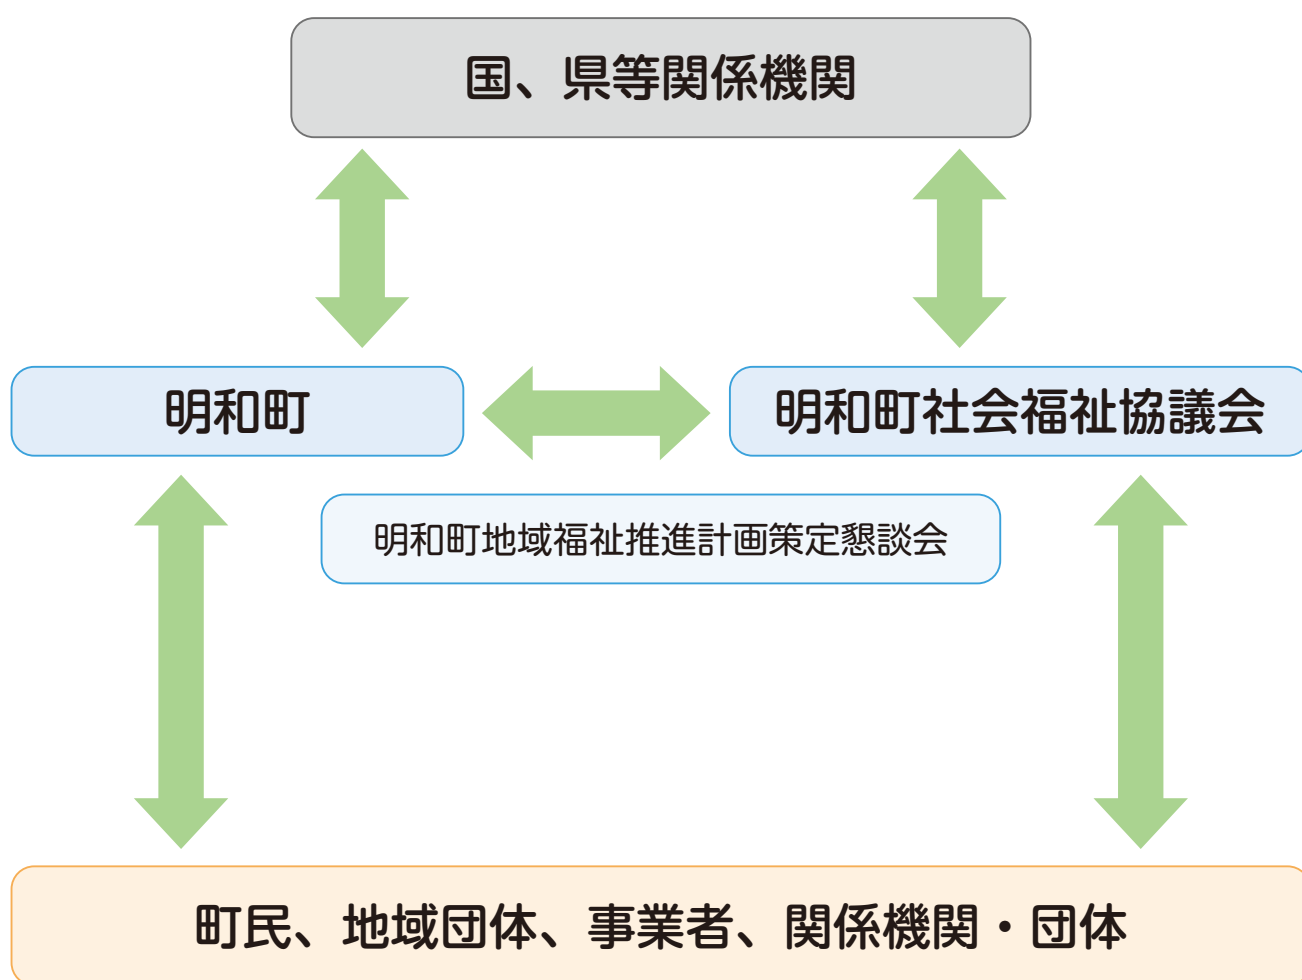 国、県等関係機関
明和町
明和町社会福祉協議会
明和町地域福祉推進計画策定懇談会
町民、地域団体、事業者、関係機関・団体